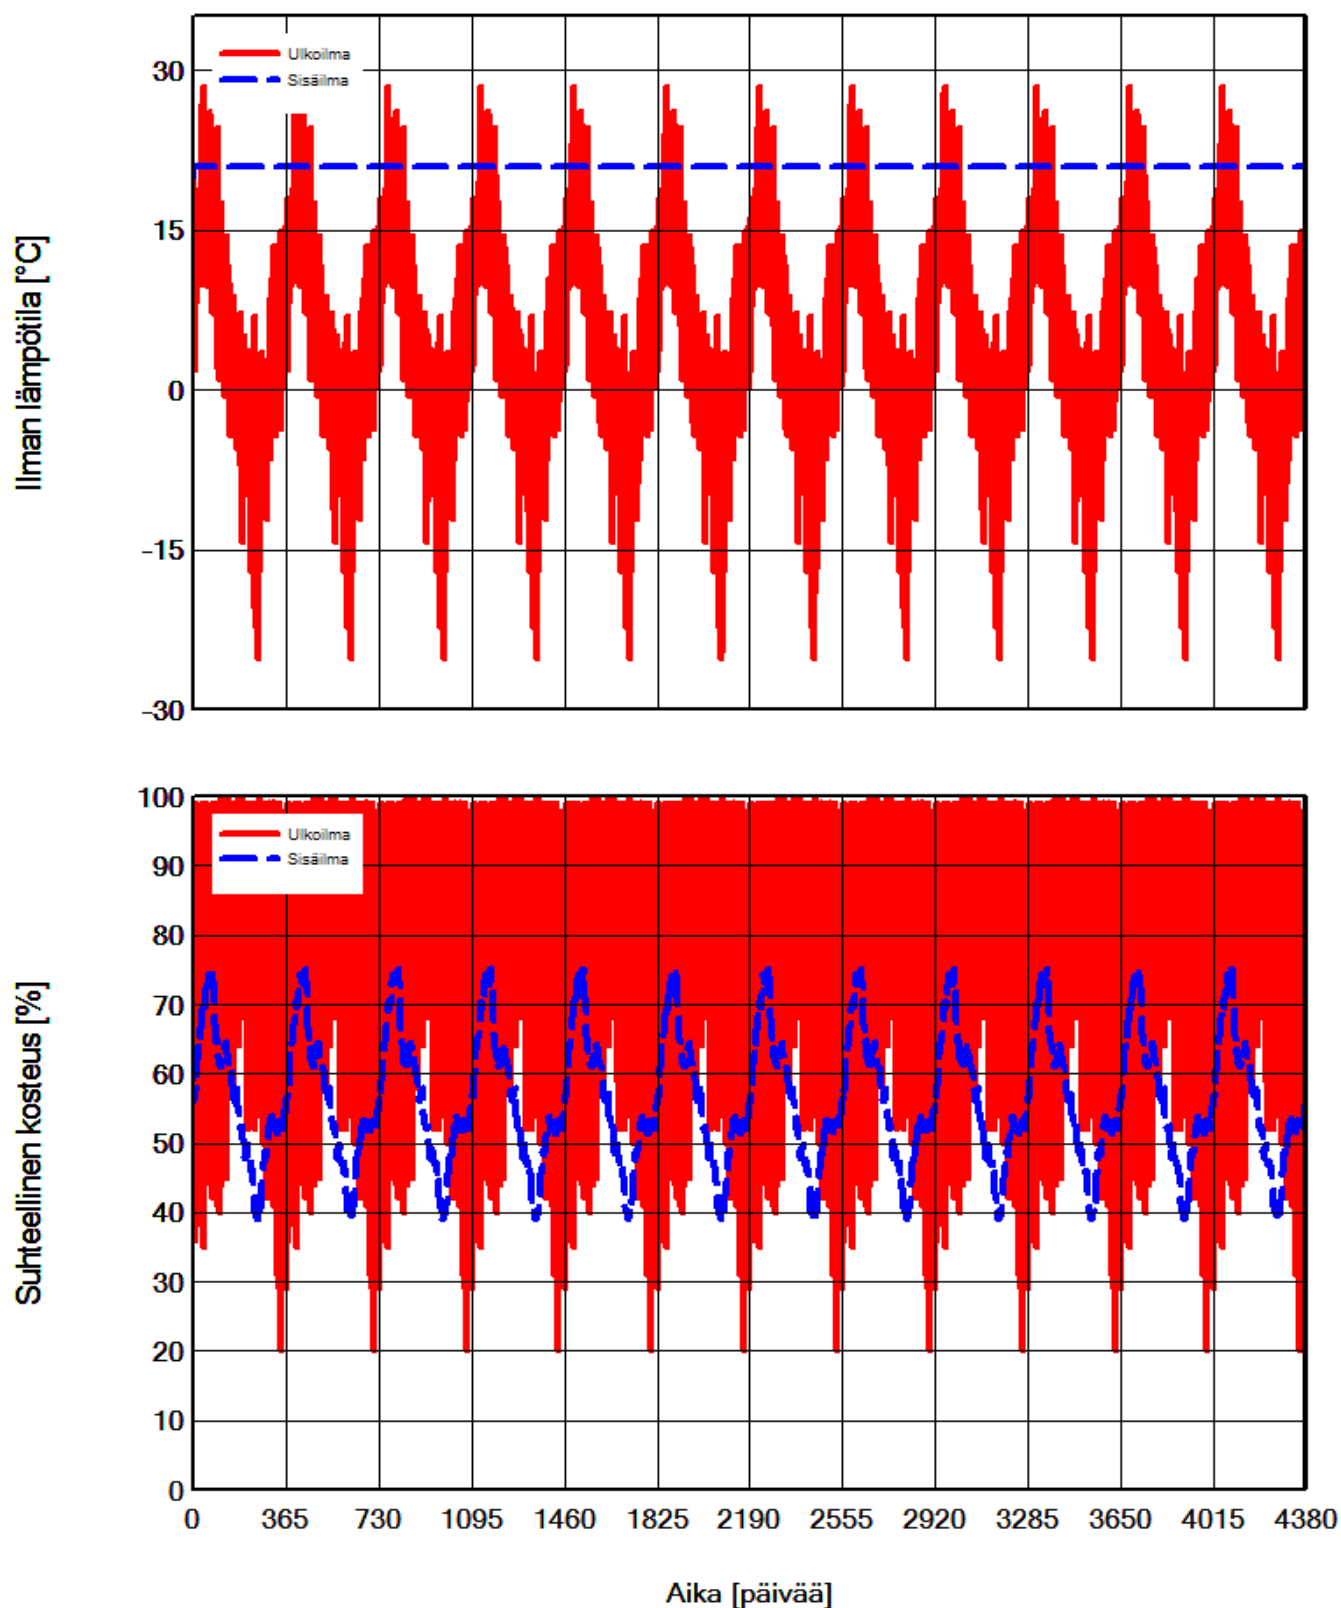 Ulkoilma
Sisäilma
30
15
0
-15
-30
Ilman lämpötila [°C]
100
Ulkoilma
Sisäilma
90
80
70
60
50
40
30
20
10
0
Suhteellinen kosteus [%]
0 365 730 1095 1460 1825 2190 2555 2920 3285 3650 4015 4380
Aika [päivää]